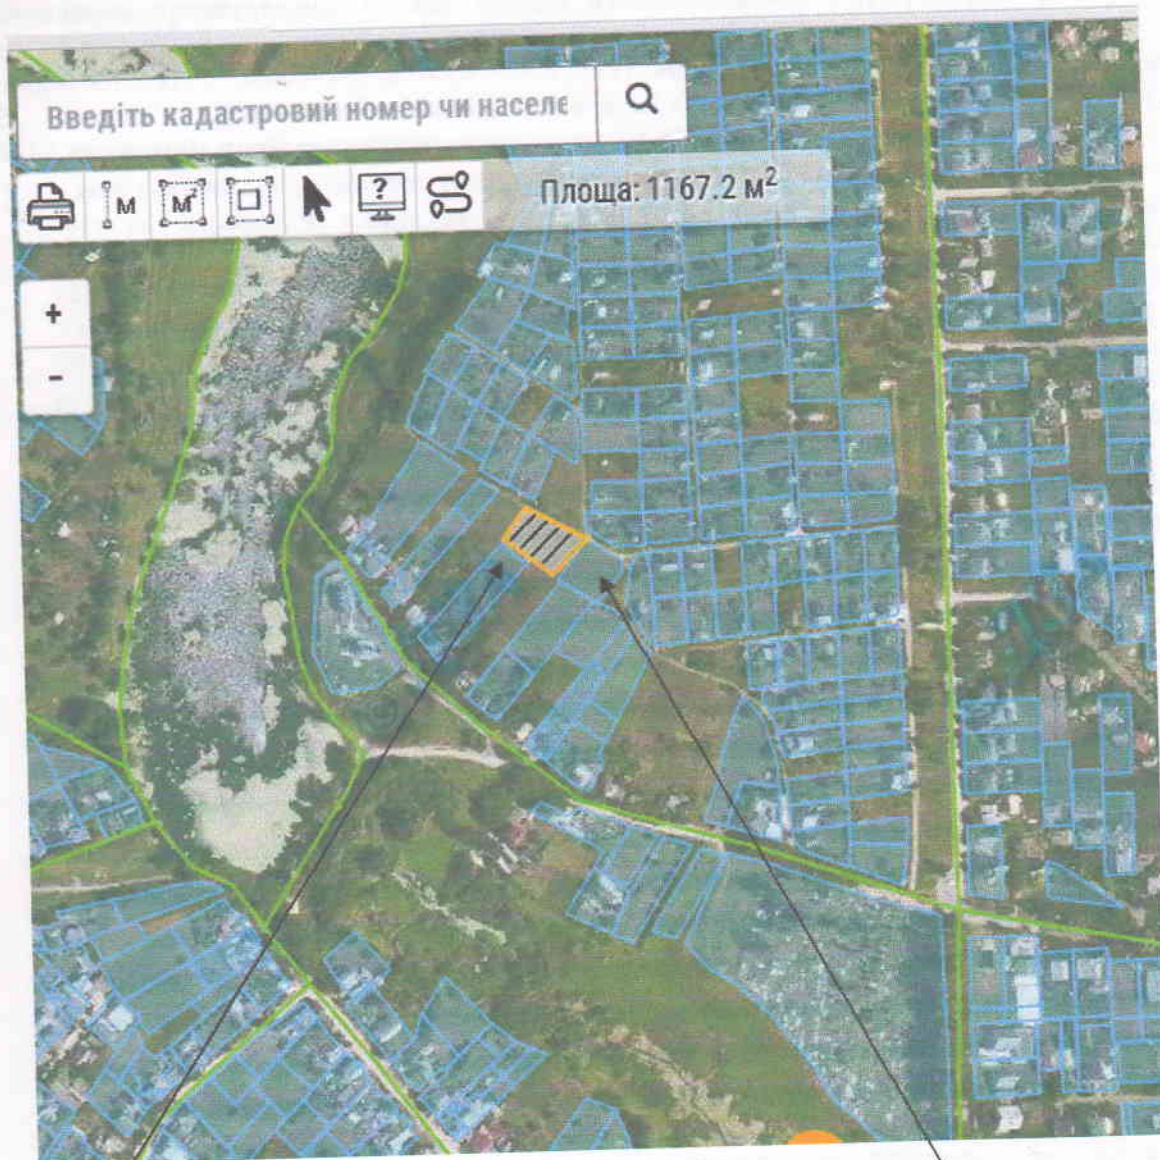 Введіть кадастровий номер чи населе
м м² Площа: 1167.2 м²
?
+
-